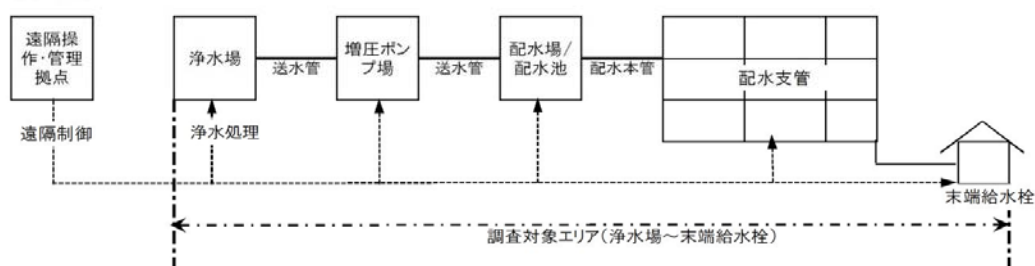 遠隔操
作・管理
拠点
浄水場
送水管
増圧ポン
プ場
送水管
配水場/
配水池
配水本管
配水支管
遠隔制御
浄水処理
末端給水栓
調査対象エリア(浄水場～末端給水栓)